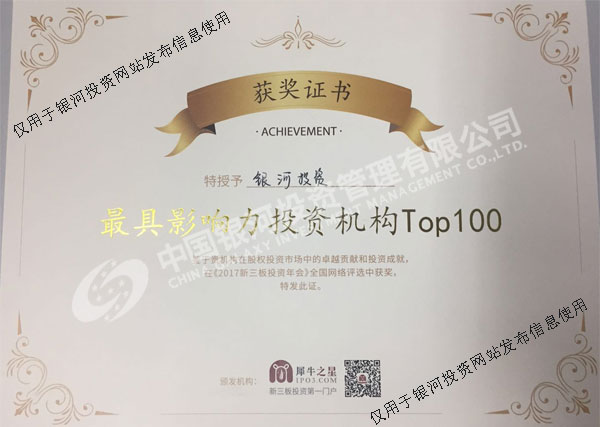 仅用于银河投资网站发布信息使用
获奖证书
·ACHIEVEMENT·
特授予 银河投资
最具影响力投资机构Top100
中国银河投资管理有限公司
CHINA GALAXY INVESTMENT MANAGEMENT CO.,LTD.
鉴于贵机构在股权投资市场中的卓越贡献和投资成就,
在《2017新三板投资年会》全国网络评选中获奖。
特发此证。
颁发机构:
犀牛之星
IPO3.COM
新三板投资第一门户
仅用于银河投资网站发布信息使用